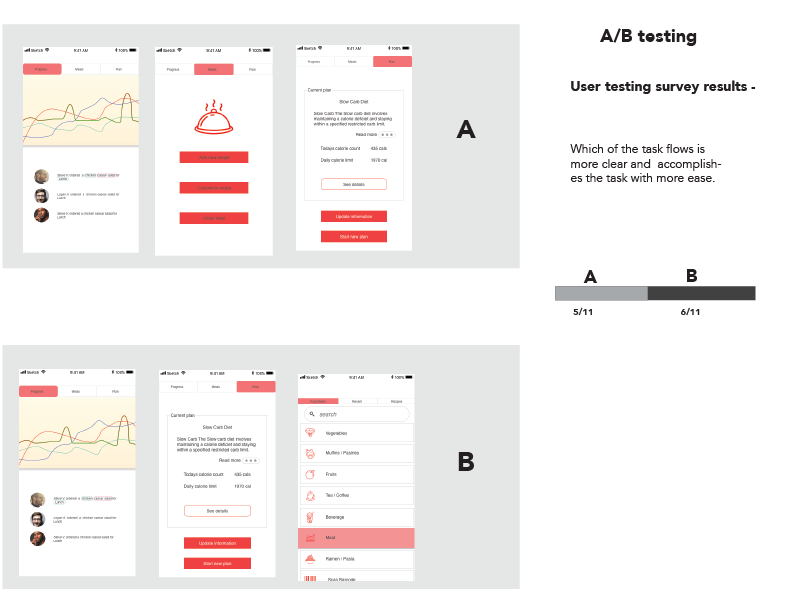 A/B testing
User testing survey results -
Which of the task flows is
more clear and accomplish-
es the task with more ease.
A
B
5/11
6/11
Sketch
9:41 AM
100%
Progress
Meals
Plan
Sketch
9:41 AM
100%
Progress
Meals
Plan
Sketch
9:41 AM
100%
Progress
Meals
Plan
Current plan
Slow Carb Diet
Slow Carb The Slow carb diet involves
maintaining a calorie deficit and staying
within a specified restricted carb limit.
Read more
Todays calorie count 435 cals
Daily calorie limit 1970 cal
See details
Update information
Start new plan
A
Sketch
9:41 AM
100%
Progress
Meals
Plan
Sketch
9:41 AM
100%
Progress
Meals
Plan
Current plan
Slow Carb Diet
Slow Carb The Slow carb diet involves
maintaining a calorie deficit and staying
within a specified restricted carb limit.
Read more
Todays calorie count 435 cals
Daily calorie limit 1970 cal
See details
Update information
Start new plan
Sketch
9:41 AM
100%
Recent
Recipes
search
Vegetables
Muffins / Pastries
Fruits
Tea / Coffee
Beverage
Meat
Ramen / Pasta
B